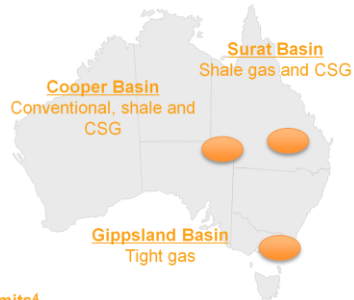 Surat Basin
Shale gas and CSG
Cooper Basin
Conventional, shale and
CSG
Gippsland Basin
Tight gas